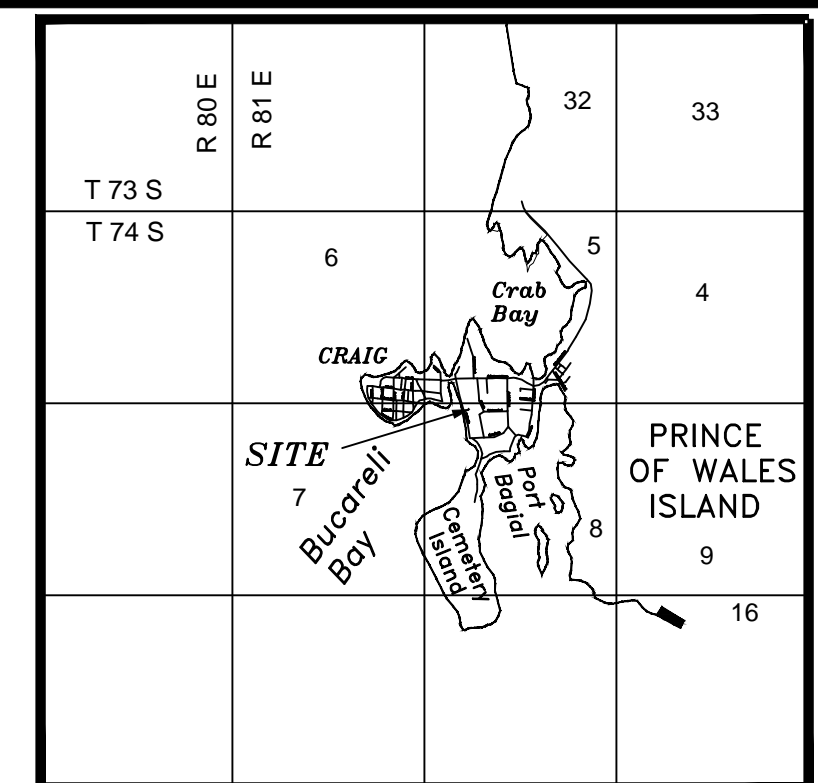 R 80 E
R 81 E
32
33
T 73 S
T 74 S
6
5
4
Crab
Bay
CRAIG
SITE
7
Bucareli
Bay
Port
Bagial
Cemetery
Island
8
PRINCE
OF WALES
ISLAND
9
16